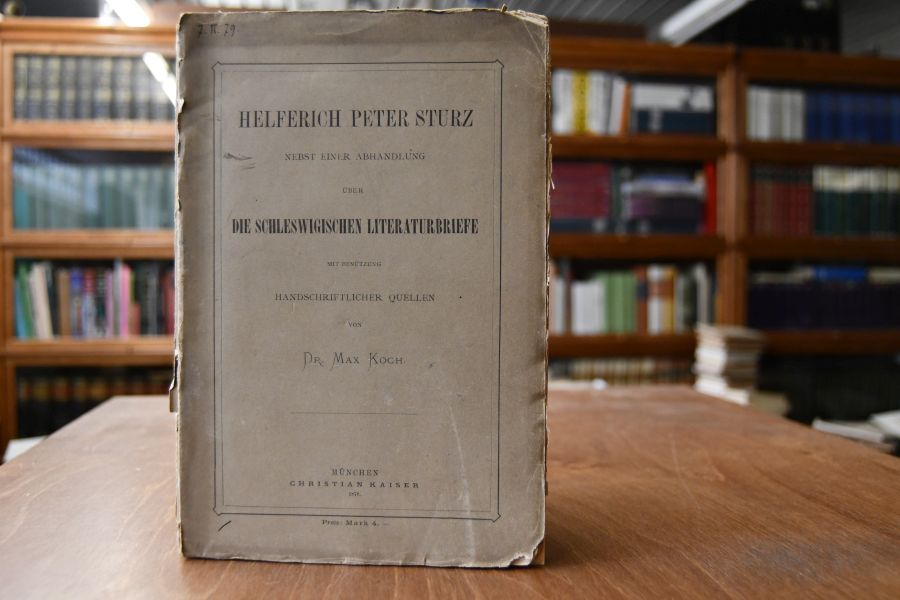 HELFERICH PETER STURZ
NEBST EINER ABHANDLUNG
ÜBER
DIE SCHLESWIGISCHEN LITERATURBRIEFE
MIT BENÜTZUNG
HANDSCHRIFTLICHER QUELLEN
VON
DR. MAX KOCH.
MÜNCHEN
CHRISTIAN KAISER
Preis: Mark 4. —